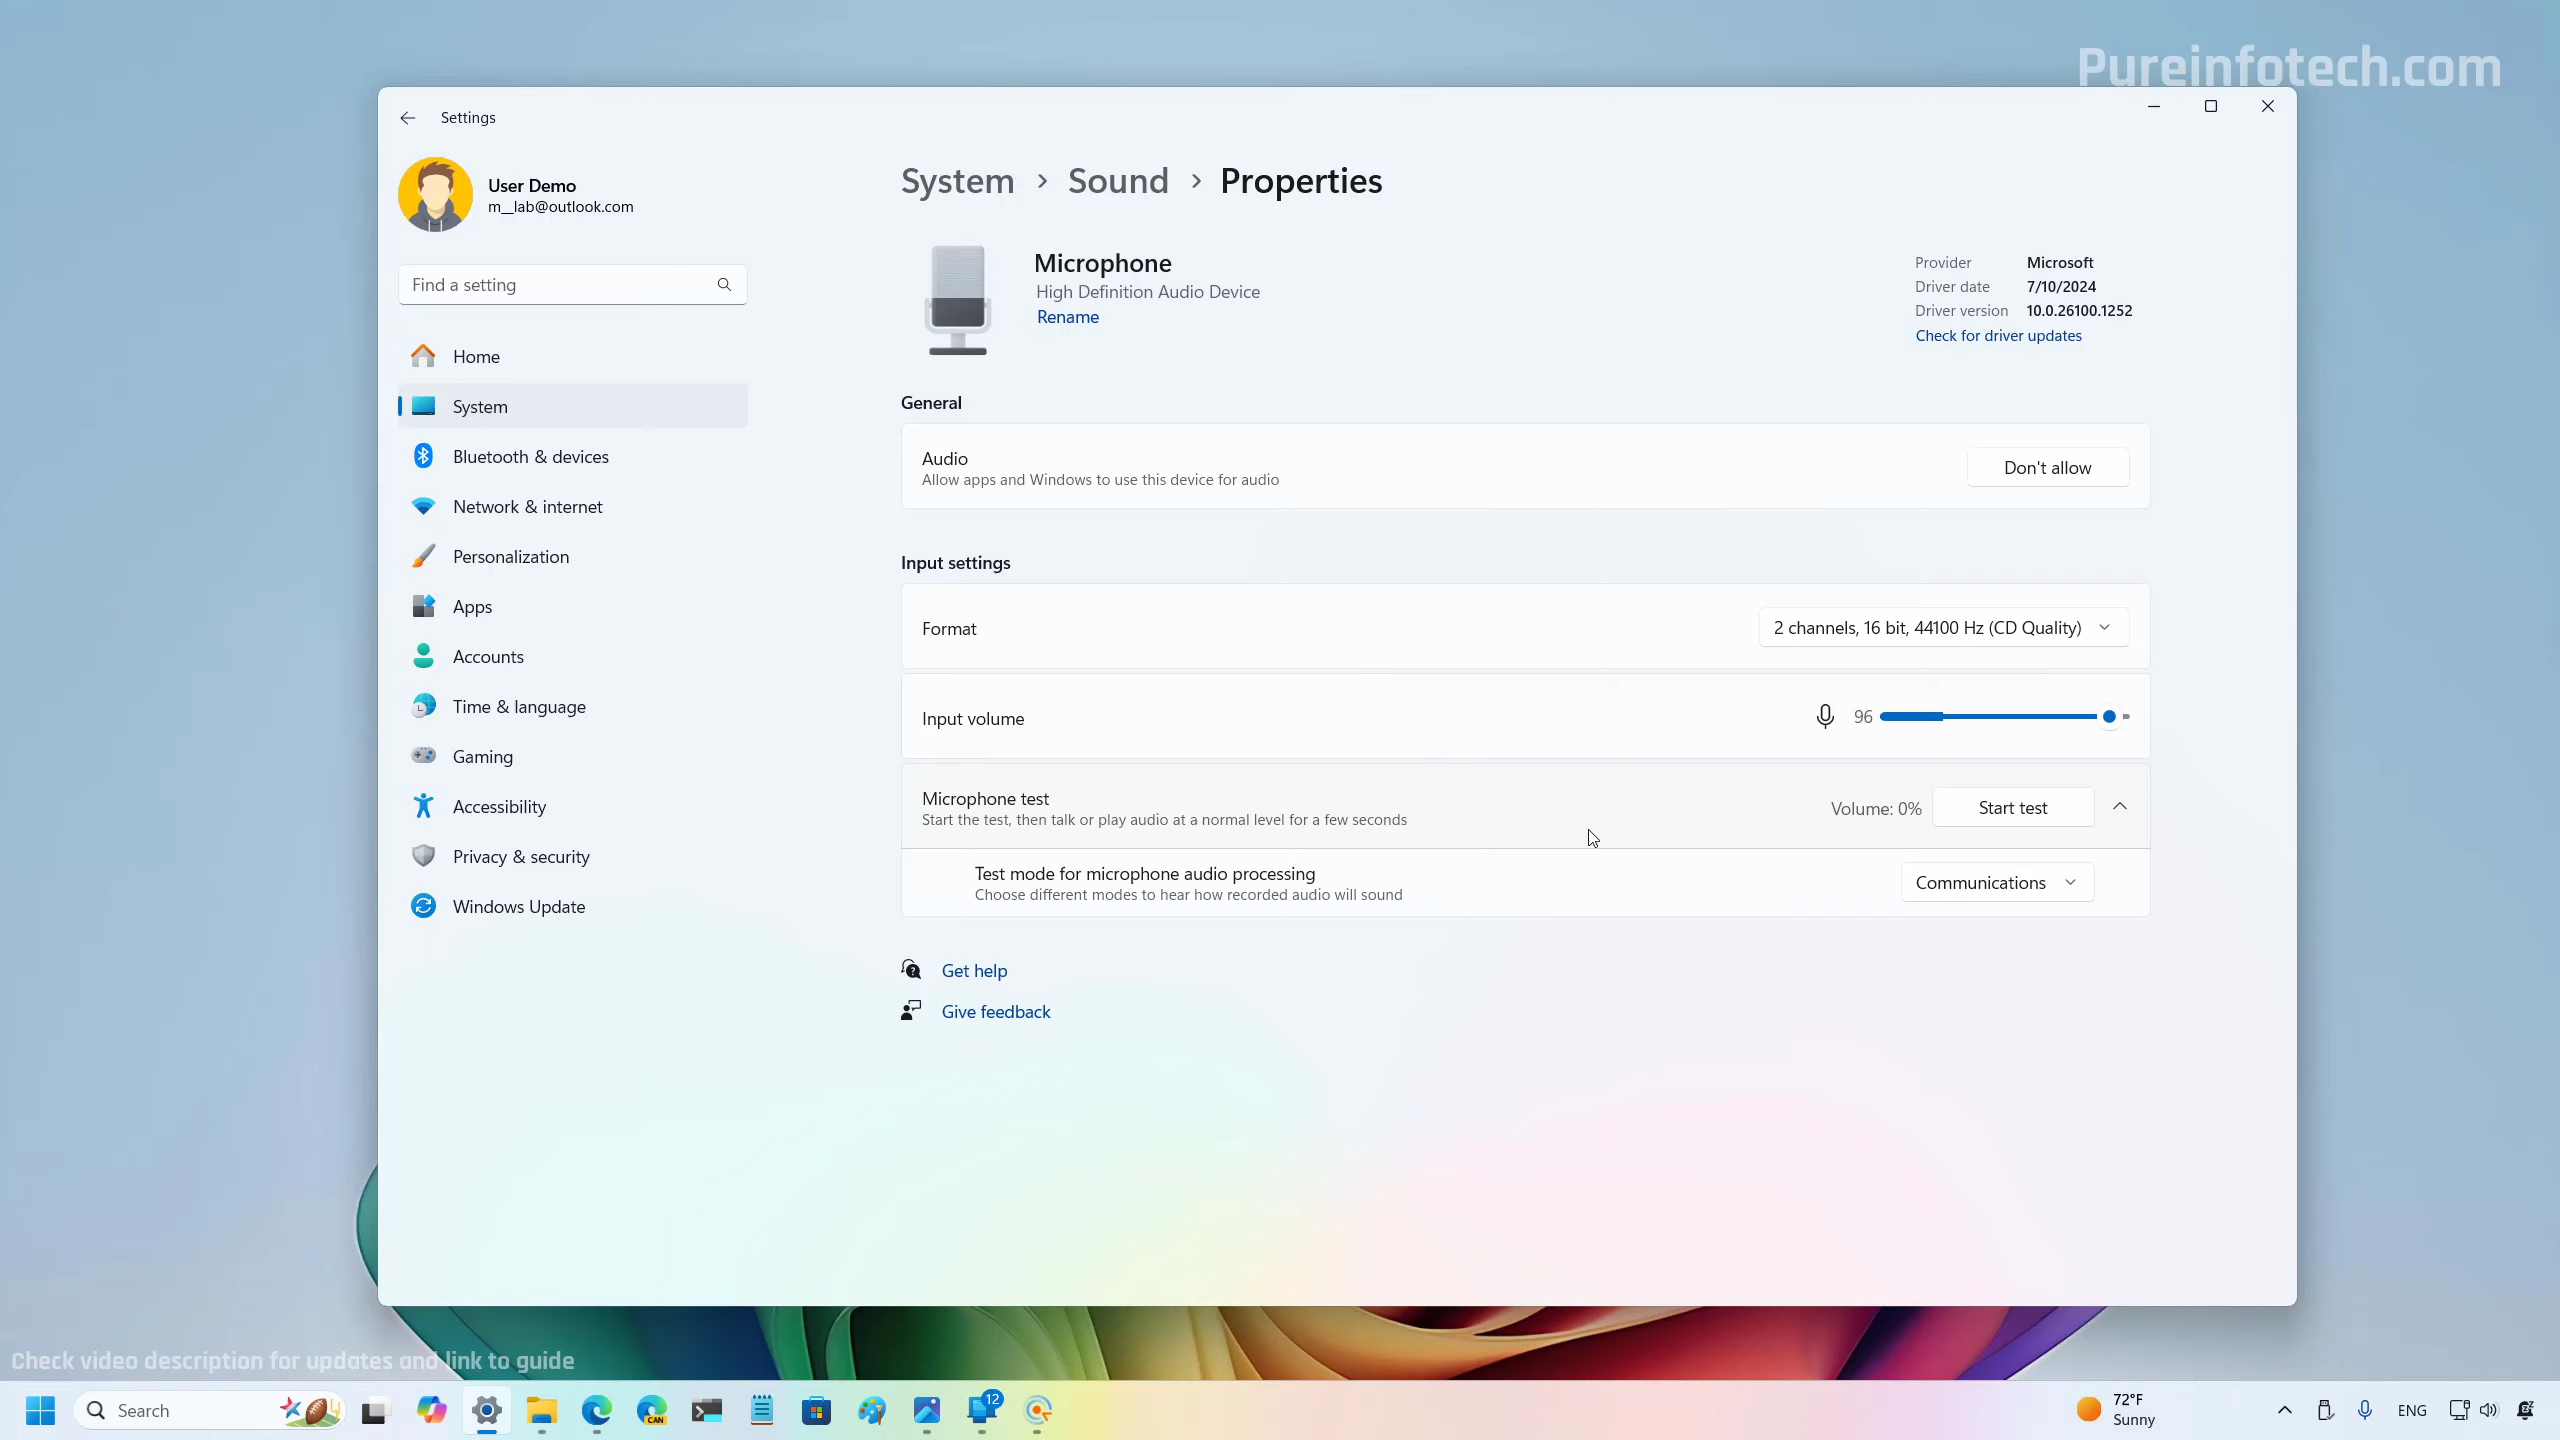 Pureinfotech.com
Settings
User Demo
m__lab@outlook.com
Find a setting
Home
System
Bluetooth & devices
Network & internet
Personalization
Apps
Accounts
Time & language
Gaming
Accessibility
Privacy & security
Windows Update
System > Sound > Properties
Microphone
High Definition Audio Device
Rename
Provider Microsoft
Driver date 7/10/2024
Driver version 10.0.26100.1252
Check for driver updates
General
Audio
Allow apps and Windows to use this device for audio
Don't allow
Input settings
Format
2 channels, 16 bit, 44100 Hz (CD Quality)
Input volume
96
Microphone test
Start the test, then talk or play audio at a normal level for a few seconds
Volume: 0%
Start test
Test mode for microphone audio processing
Choose different modes to hear how recorded audio will sound
Communications
Get help
Give feedback
Check video description for updates and link to guide
Search
CAN
12
72°F
Sunny
ENG